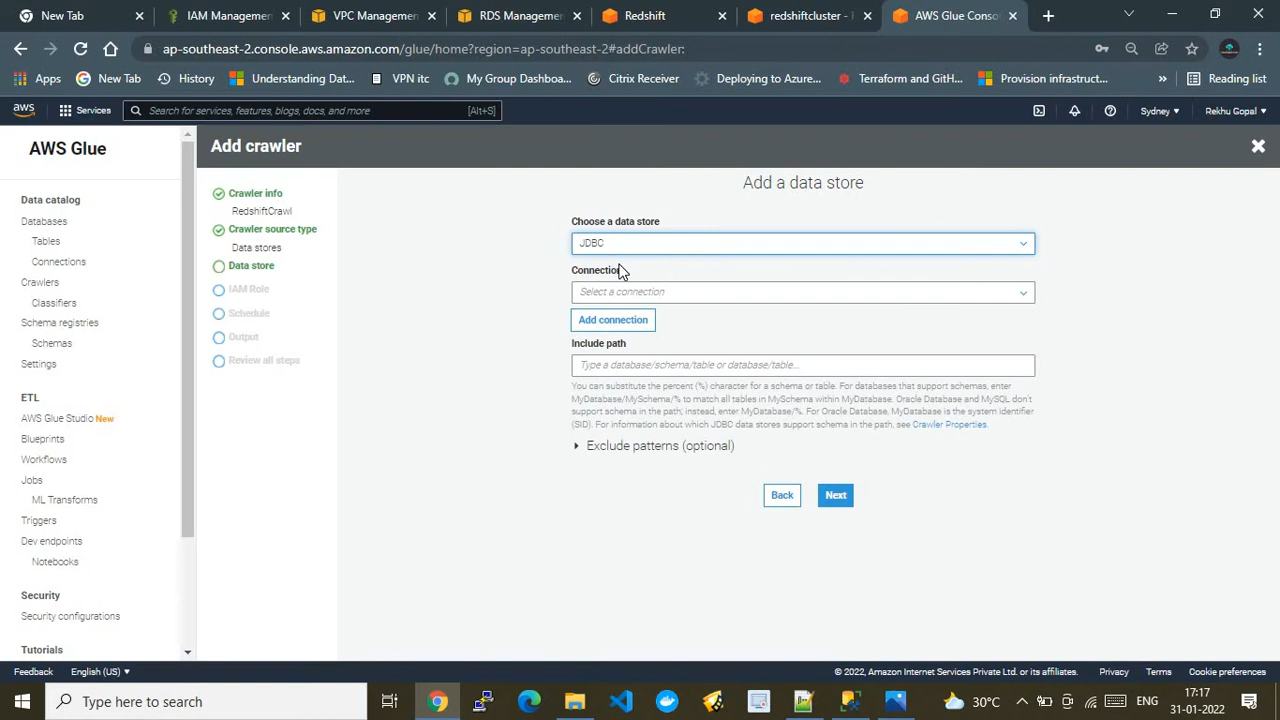 New Tab
IAM Manageme
VPC Managem
RDS Managem
Redshift
redshiftcluster - 
AWS Glue Conso
ap-southeast-2.console.aws.amazon.com/glue/home?region=ap-southeast-2#addCrawler:
Apps
New Tab
History
Understanding Dat...
VPN itc
My Group Dashboa...
Citrix Receiver
Deploying to Azure...
Terraform and GitH...
Provision infrastruct...
»
Reading list
aws
Services
Search for services, features, blogs, docs, and more
[Alt+S]
Sydney
Rekhu Gopal
AWS Glue
Data catalog
Databases
Tables
Connections
Crawlers
Classifiers
Schema registries
Schemas
Settings
ETL
AWS Glue Studio New
Blueprints
Workflows
Jobs
ML Transforms
Triggers
Dev endpoints
Notebooks
Security
Security configurations
Tutorials
Add crawler
Crawler info
RedshiftCrawl
Crawler source type
Data stores
Data store
IAM Role
Schedule
Output
Review all steps
Add a data store
Choose a data store
JDBC
Connection
Select a connection
Add connection
Include path
Type a database/schema/table or database/table...
You can substitute the percent (%) character for a schema or table. For databases that support schemas, enter
MyDatabase/MySchema/% to match all tables in MySchema within MyDatabase. Oracle Database and MySQL don't
support schema in the path; instead, enter MyDatabase/%. For Oracle Database, MyDatabase is the system identifier
(SID). For information about which JDBC data stores support schema in the path, see Crawler Properties.
Exclude patterns (optional)
Back
Next
Feedback
English (US)
© 2022, Amazon Internet Services Private Ltd. or its affiliates.
Privacy
Terms
Cookie preferences
Type here to search
30°C
ENG
17:17
31-01-2022